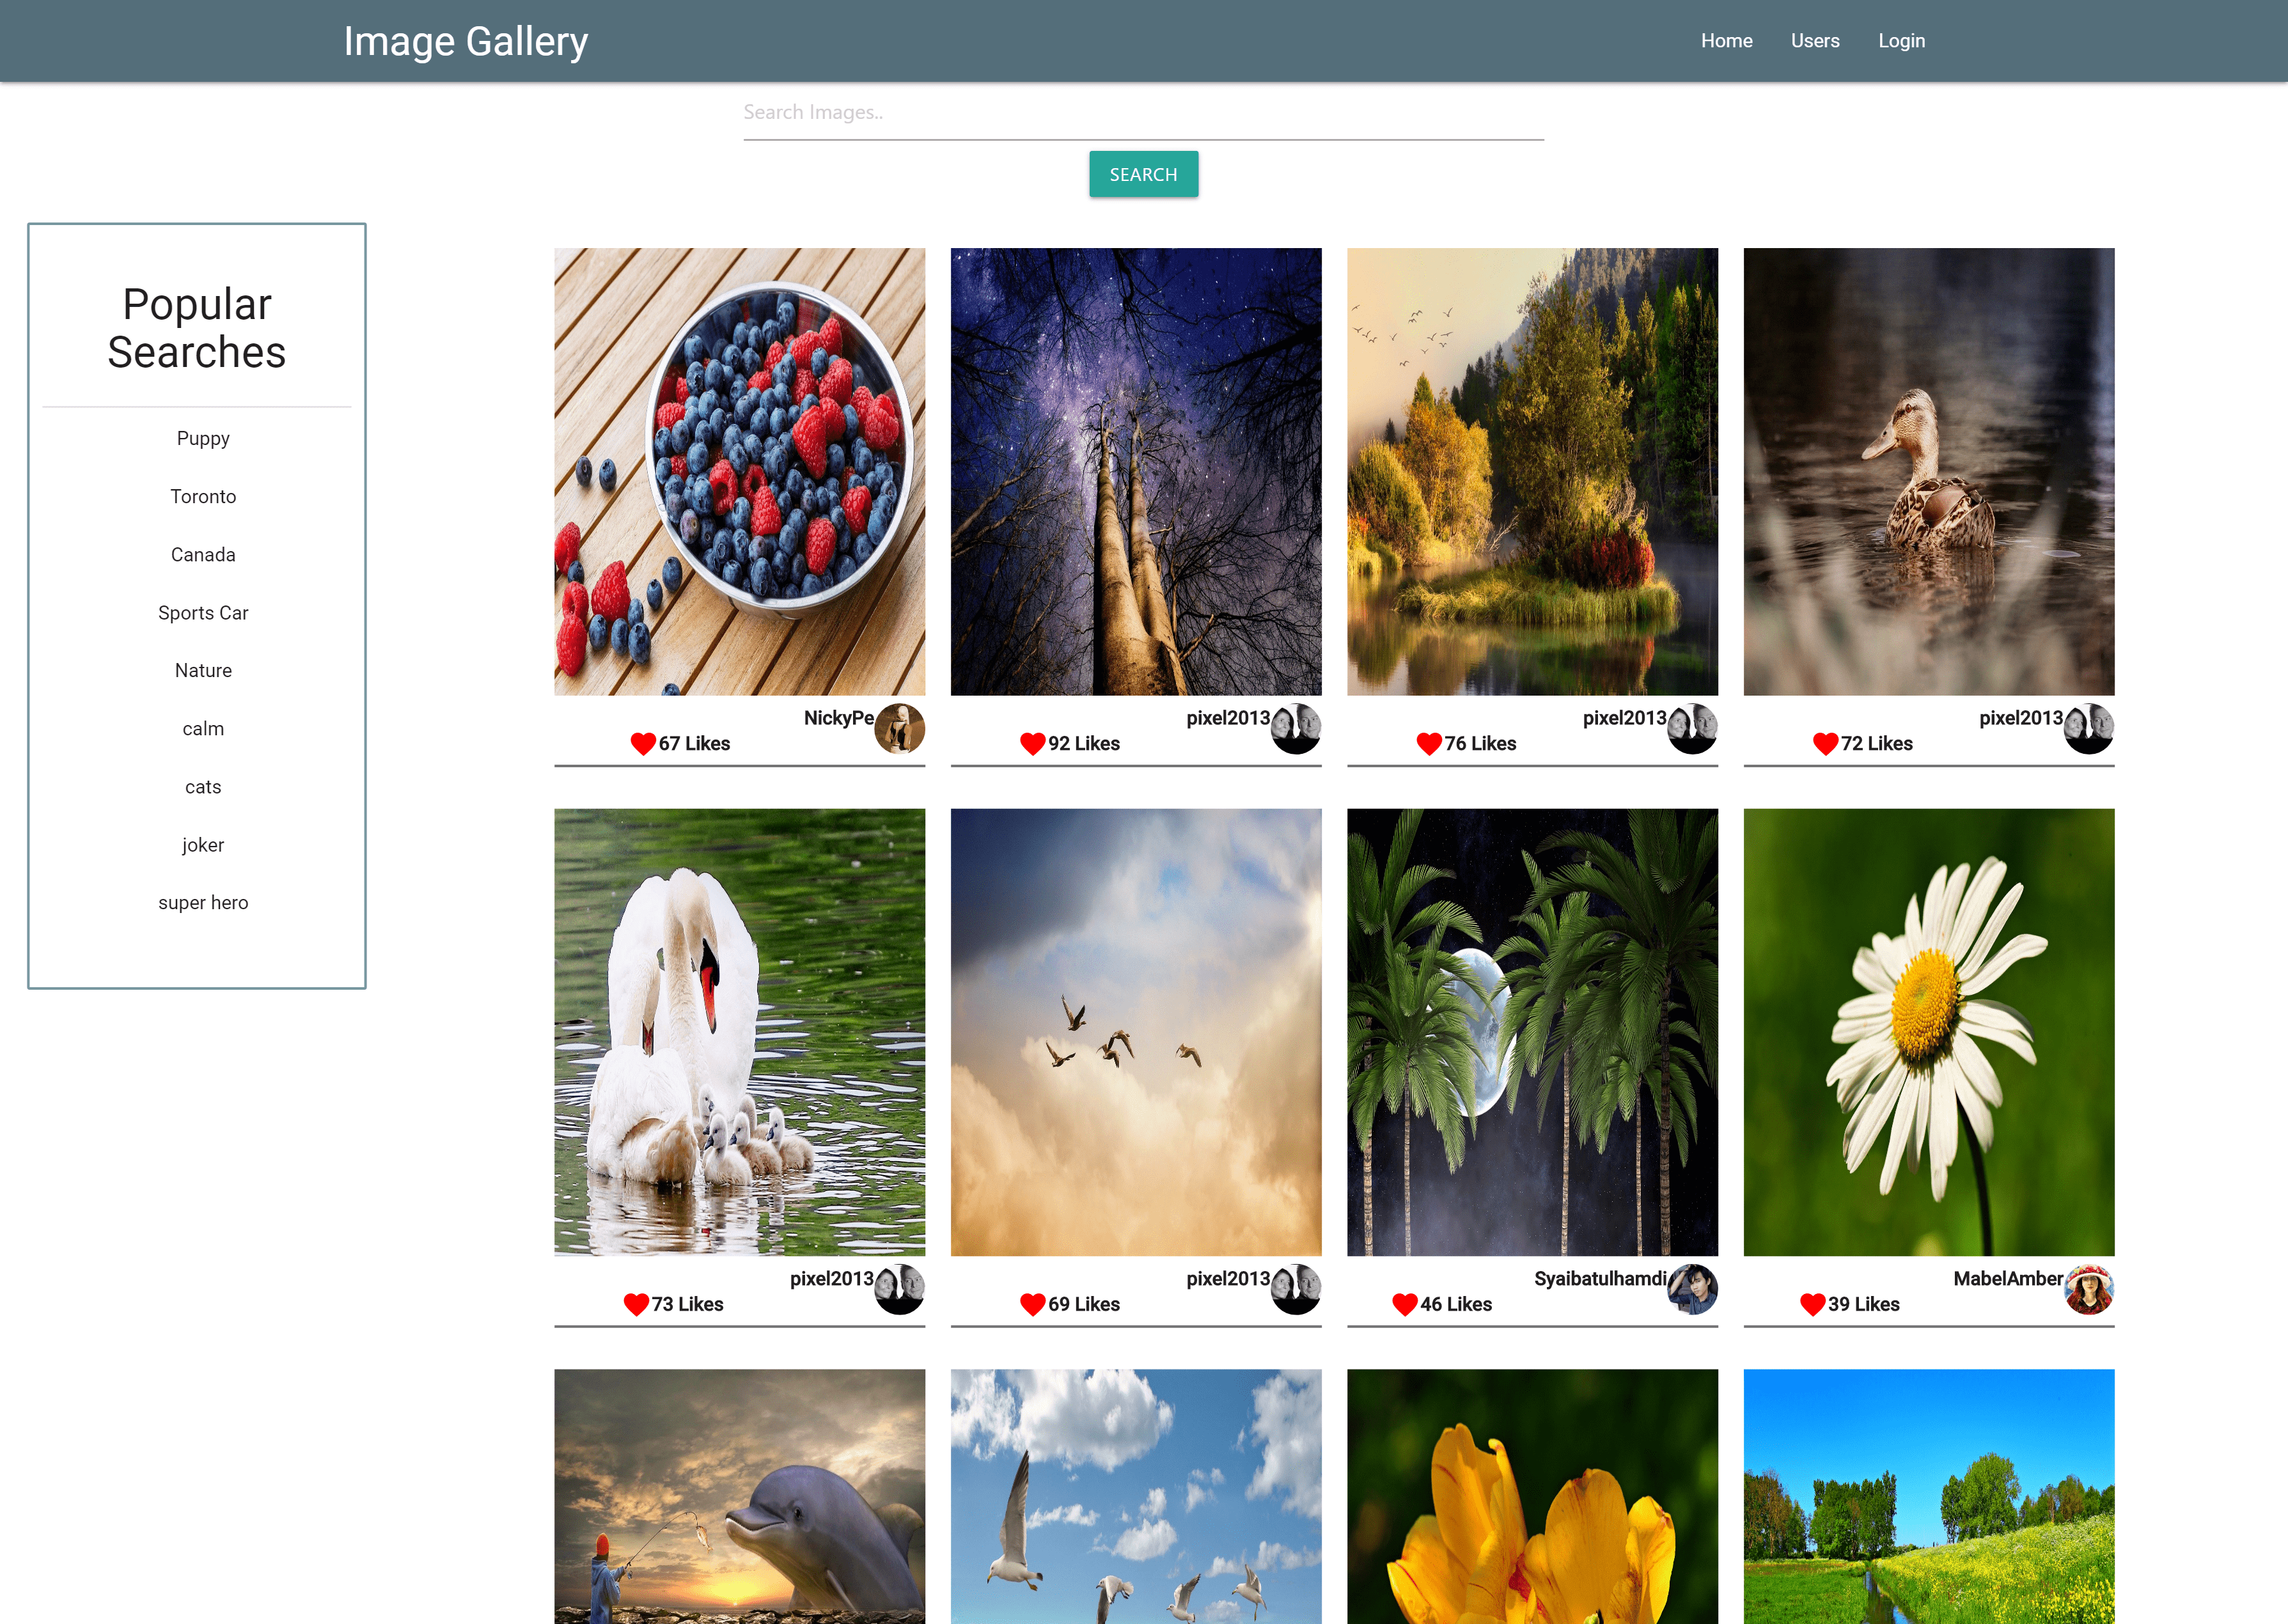 Image Gallery
Home
Users
Login
Search Images..
SEARCH
Popular
Searches
Puppy
Toronto
Canada
Sports Car
Nature
calm
cats
joker
super hero
NickyPe
67 Likes
pixel2013
92 Likes
pixel2013
76 Likes
pixel2013
72 Likes
pixel2013
73 Likes
pixel2013
69 Likes
Syaibatulhamdi
46 Likes
MabelAmber
39 Likes